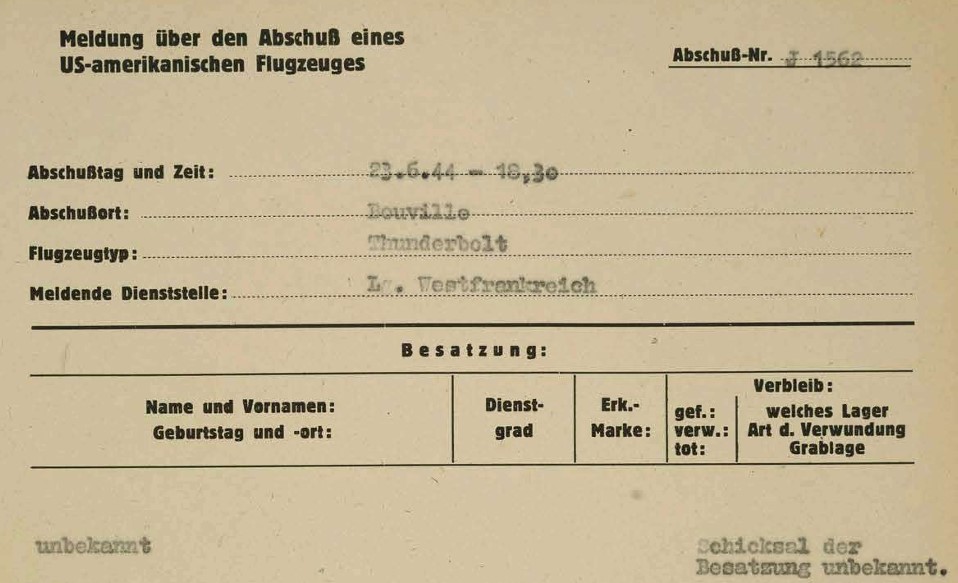 Meldung über den Abschuß eines
US-amerikanischen Flugzeuges
Abschuß-Nr. J 1562
Abschußtag und Zeit: 23.6.44 - 18,30
Abschußort: Bouville
Flugzeugtyp: Thunderbolt
Meldende Dienststelle: Westfrankreich
Besatzung:
Name und Vornamen:
Geburtstag und -ort:
Dienst-
grad
Erk.-
Marke:
Verbleib:
gef.:
verw.:
tot:
welches Lager
Art d. Verwundung
Grablage
unbekannt
Schicksal der
Besatzung unbekannt.